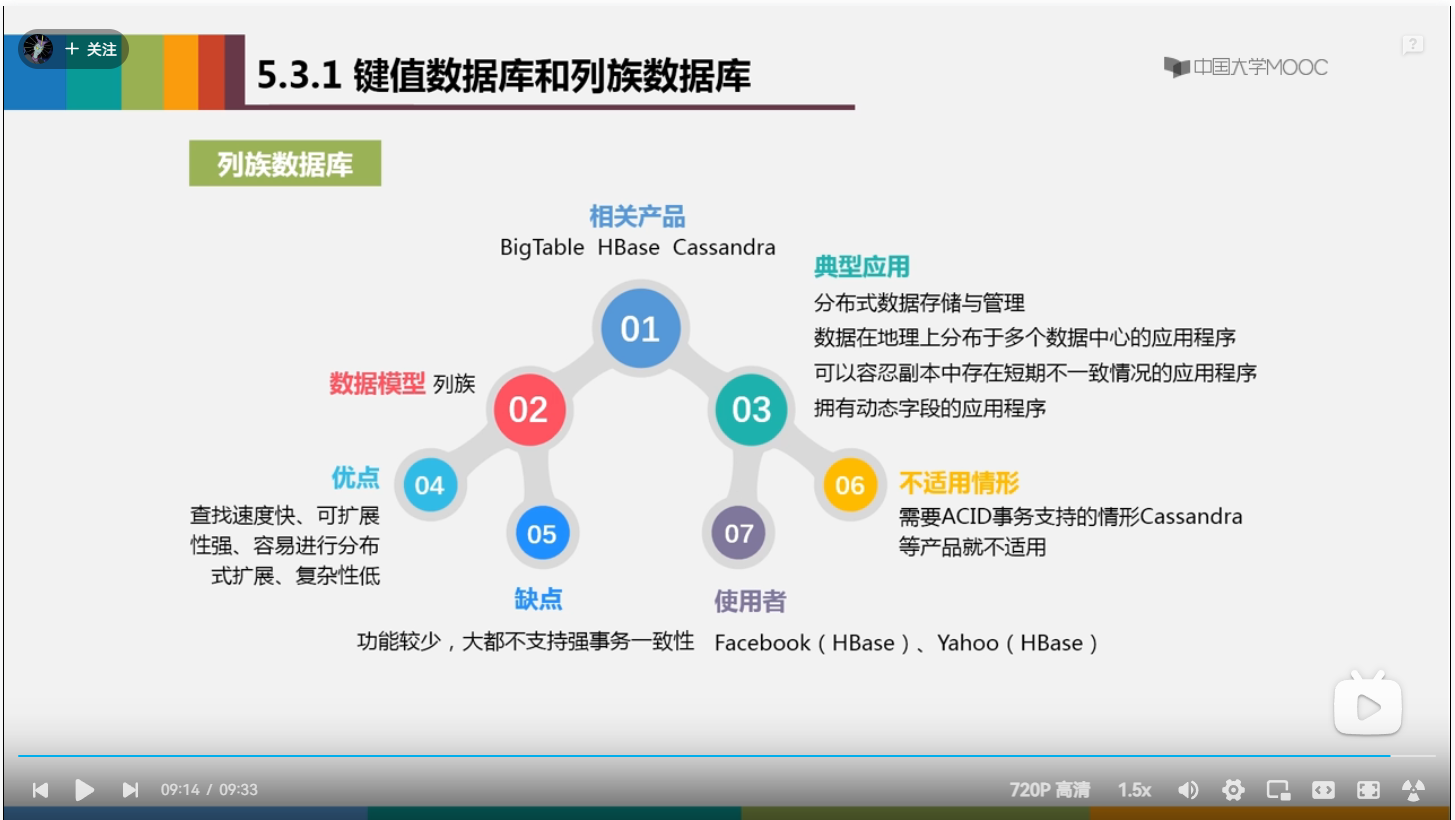 + 关注
5.3.1 键值数据库和列族数据库
中国大学MOOC
?
列族数据库
相关产品
BigTable HBase Cassandra
01
典型应用
分布式数据存储与管理
数据在地理上分布于多个数据中心的应用程序
可以容忍副本中存在短期不一致情况的应用程序
拥有动态字段的应用程序
数据模型 列族
02
03
优点
查找速度快、可扩展
性强、容易进行分布
式扩展、复杂性低
04
05
缺点
功能较少，大都不支持强事务一致性
06
不适用情形
需要ACID事务支持的情形Cassandra
等产品就不适用
07
使用者
Facebook（HBase）、Yahoo（HBase）
09:14 / 09:33
720P 高清
1.5x